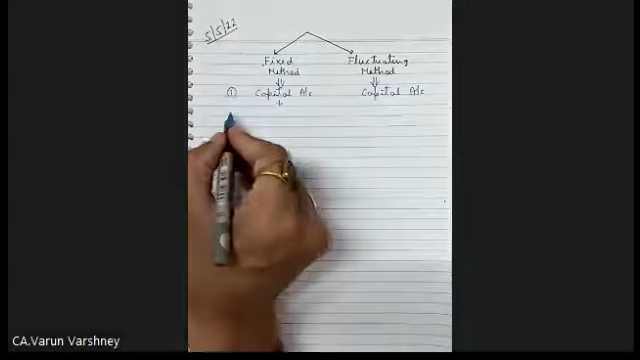 5/5/22
Fixed Fluctuating
Method Method
① Capital A/c Capital A/c
+
CA.Varun Varshney